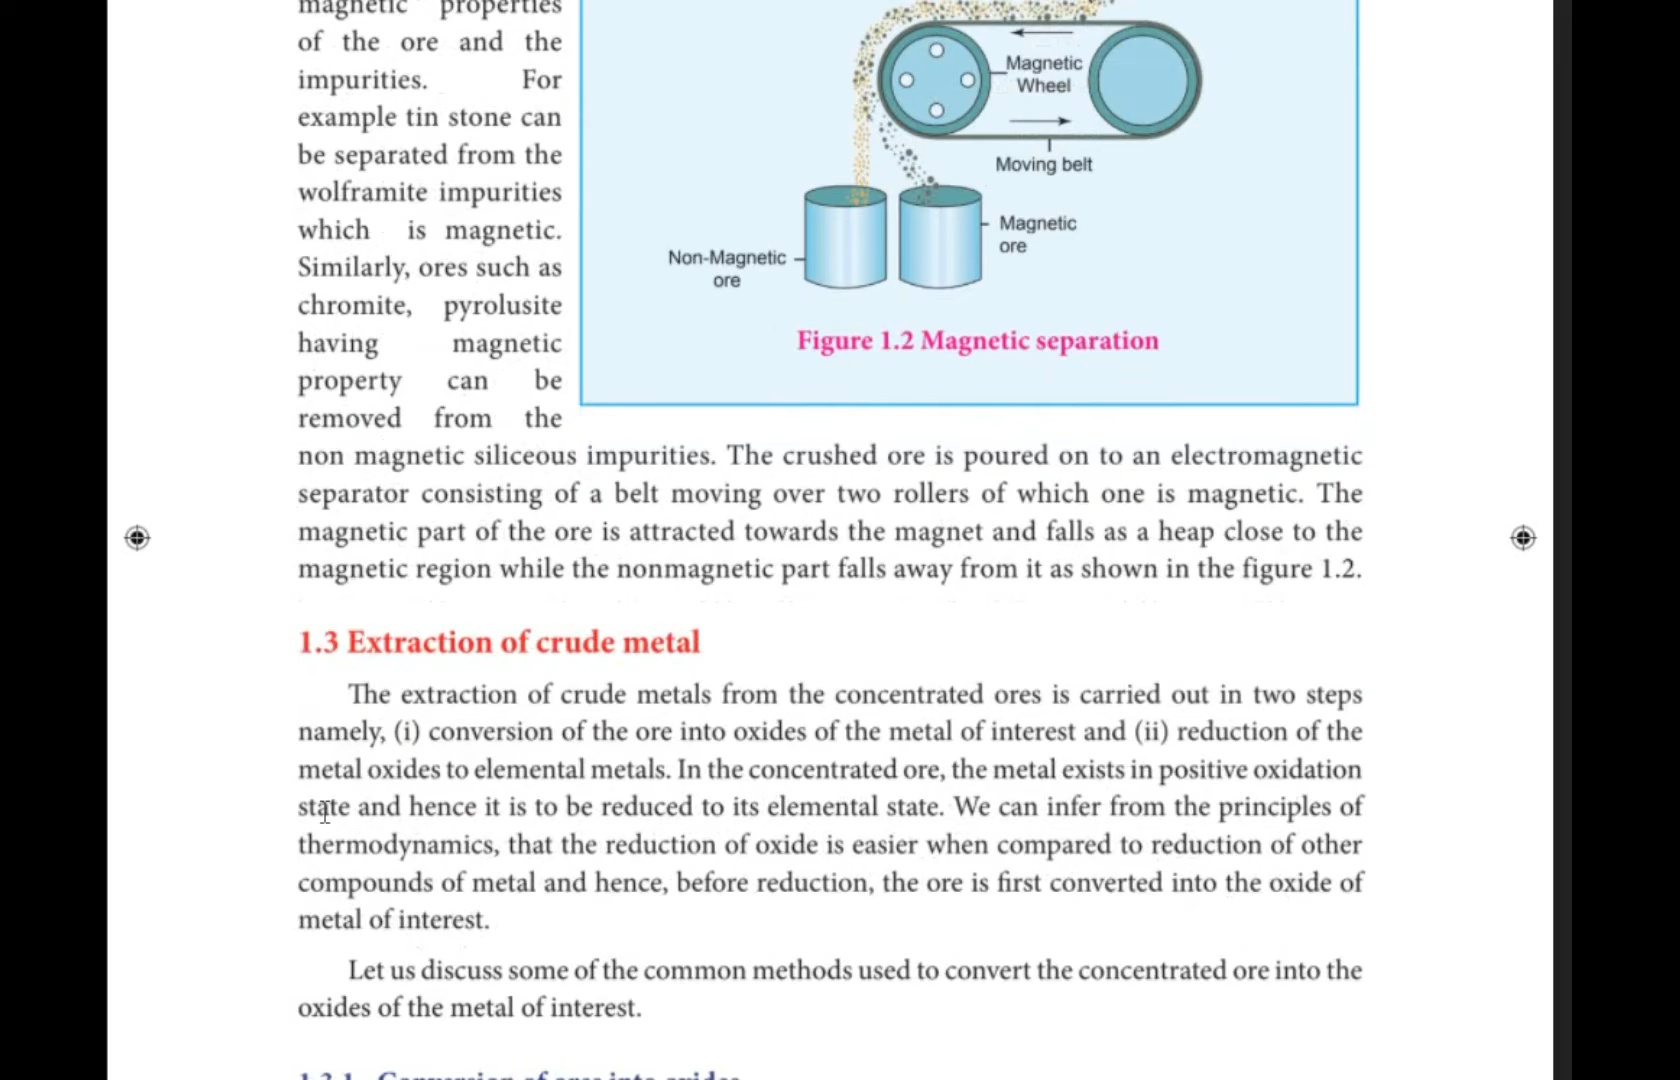 magnetic properties
of the ore and the
impurities. For
example tin stone can
be separated from the
wolframite impurities
which is magnetic.
Similarly, ores such as
chromite, pyrolusite
having magnetic
property can be
removed from the
Magnetic
Wheel
Moving belt
Magnetic
ore
Non-Magnetic
ore
Figure 1.2 Magnetic separation
non magnetic siliceous impurities. The crushed ore is poured on to an electromagnetic
separator consisting of a belt moving over two rollers of which one is magnetic. The
magnetic part of the ore is attracted towards the magnet and falls as a heap close to the
magnetic region while the nonmagnetic part falls away from it as shown in the figure 1.2.
1.3 Extraction of crude metal
The extraction of crude metals from the concentrated ores is carried out in two steps
namely, (i) conversion of the ore into oxides of the metal of interest and (ii) reduction of the
metal oxides to elemental metals. In the concentrated ore, the metal exists in positive oxidation
state and hence it is to be reduced to its elemental state. We can infer from the principles of
thermodynamics, that the reduction of oxide is easier when compared to reduction of other
compounds of metal and hence, before reduction, the ore is first converted into the oxide of
metal of interest.
Let us discuss some of the common methods used to convert the concentrated ore into the
oxides of the metal of interest.
1.3.1 Conversion of ores into oxides